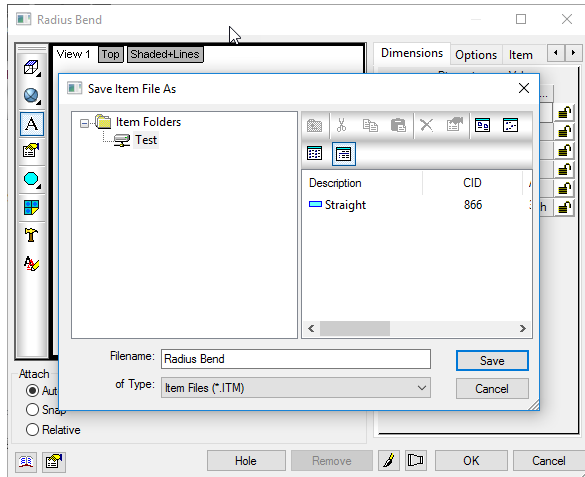 Radius Bend
View 1 Top Shaded+Lines
Dimensions Options Item
Save Item File As
Item Folders
Test
Description CID
Straight 866
Filename: Radius Bend Save
of Type: Item Files (*.ITM) Cancel
Attach
Snap
Relative
Hole Remove OK Cancel